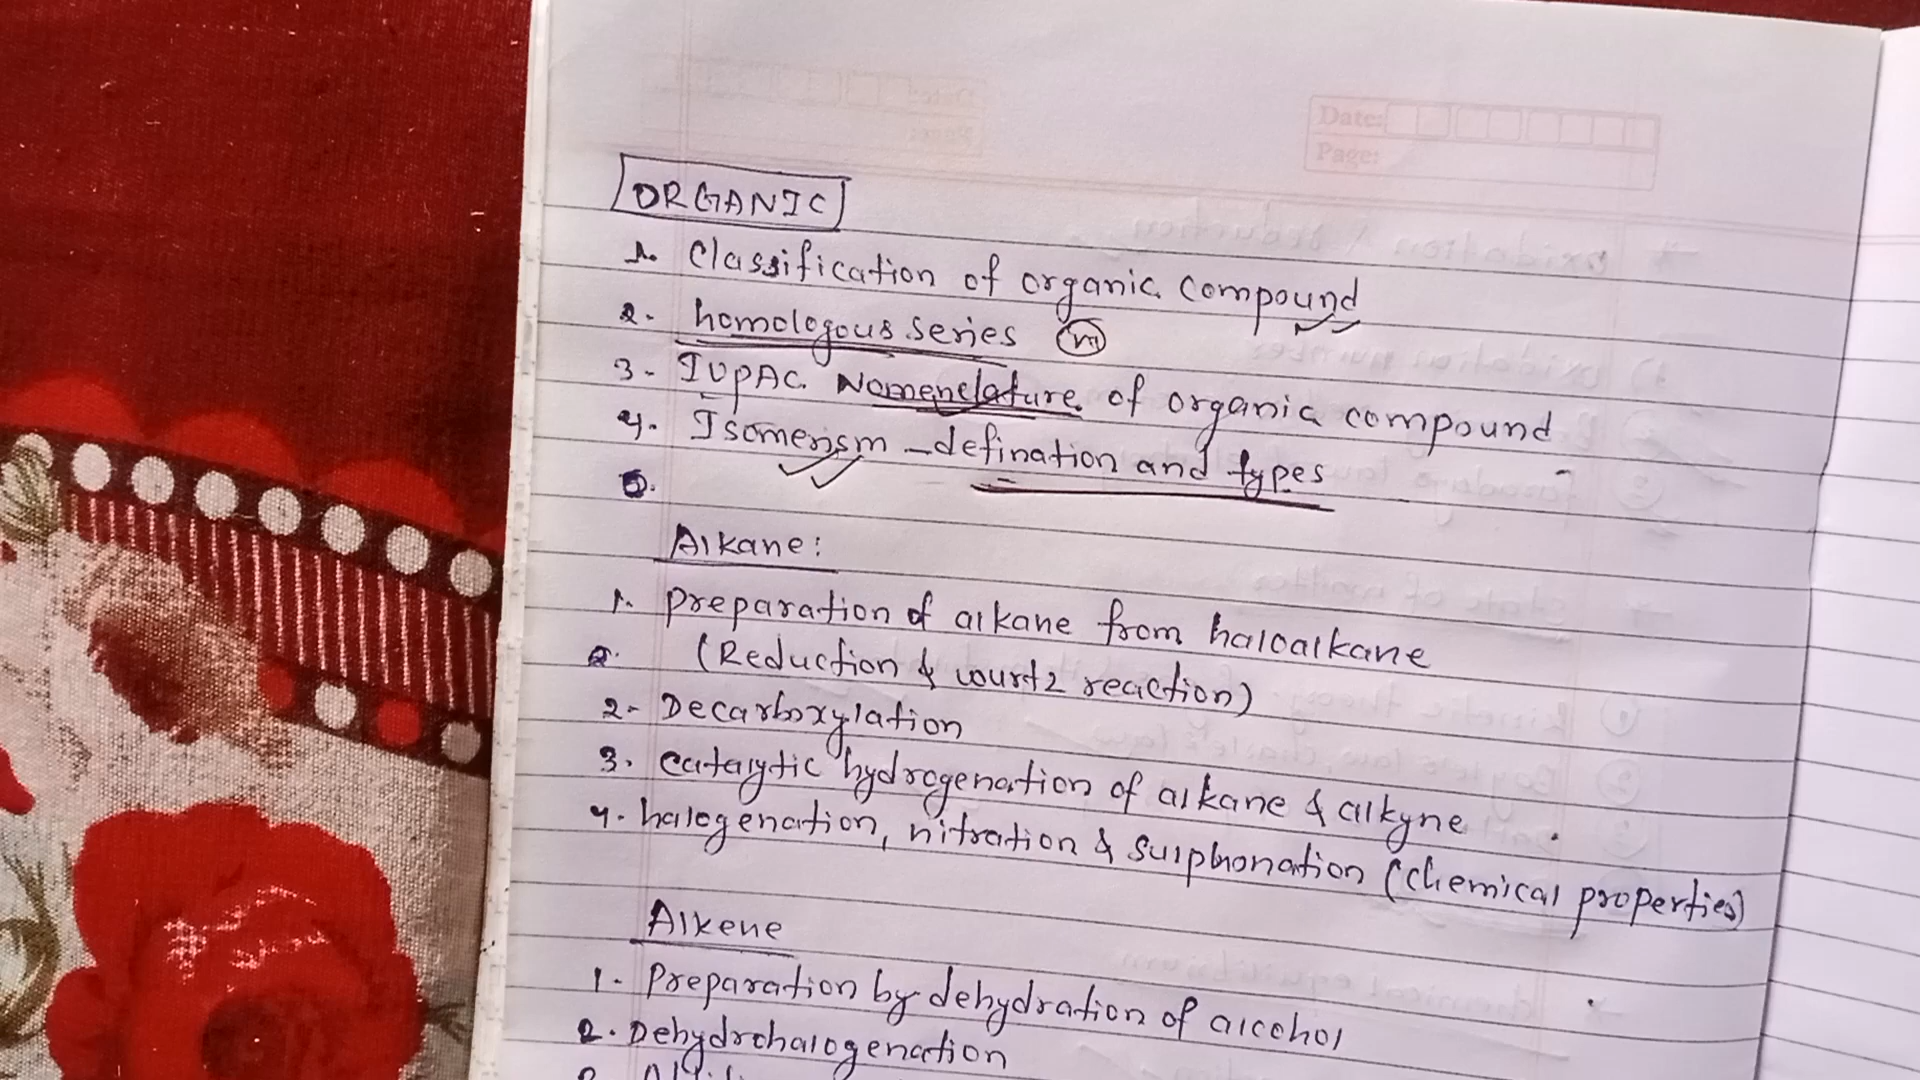 Date:
Page:
ORGANIC
1. Classification of organic compound
2. homologous series
3. IUPAC Nomenclature of organic compound
4. Isomerism - defination and types
5.
Alkane:
1. preparation of alkane from haloalkane
2. (Reduction & wurtz reaction)
2. Decarboxylation
3. catalytic hydrogenation of alkane & alkyne
4. halogenation, nitration & sulphonation (chemical properties)
Alkene
1. Preparation by dehydration of alcohol
2. Dehydrohalogenation